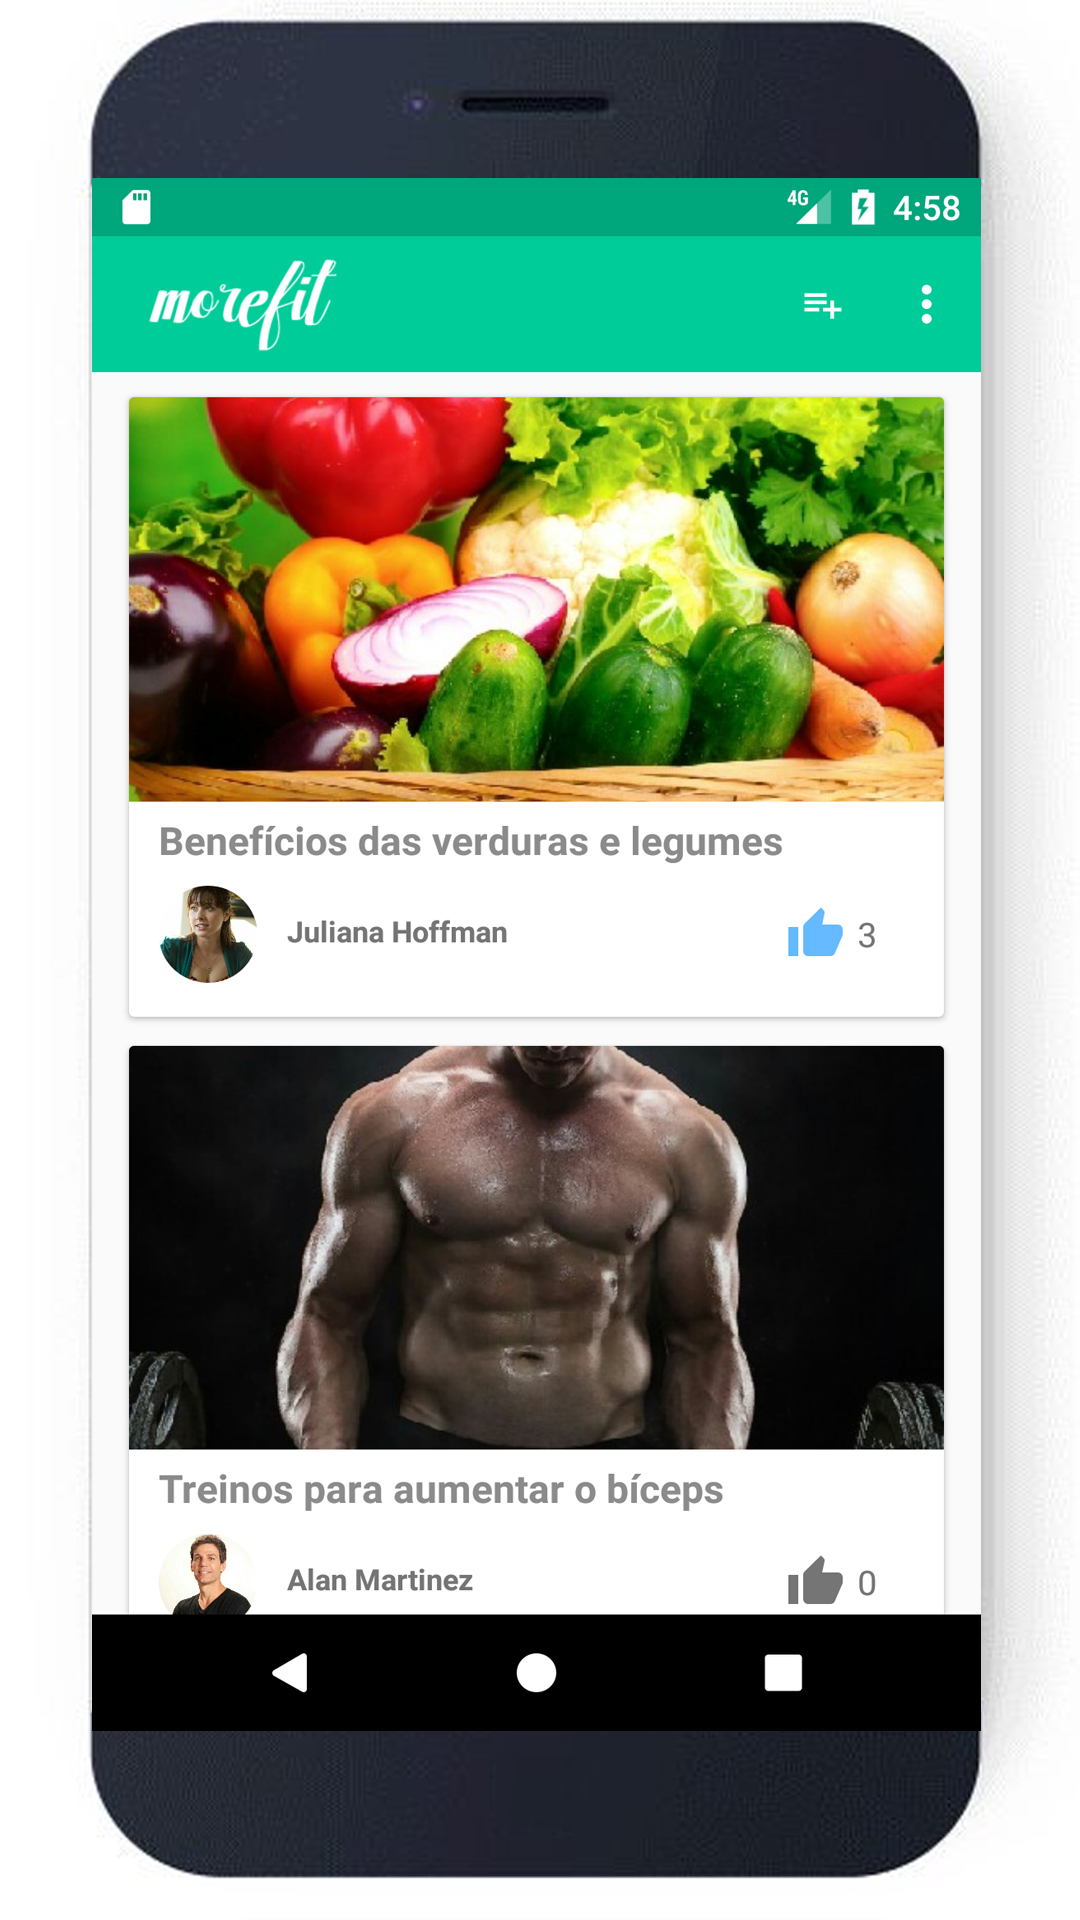 4G 4:58
morefit
Benefícios das verduras e legumes
Juliana Hoffman 3
Treinos para aumentar o bíceps
Alan Martinez 0